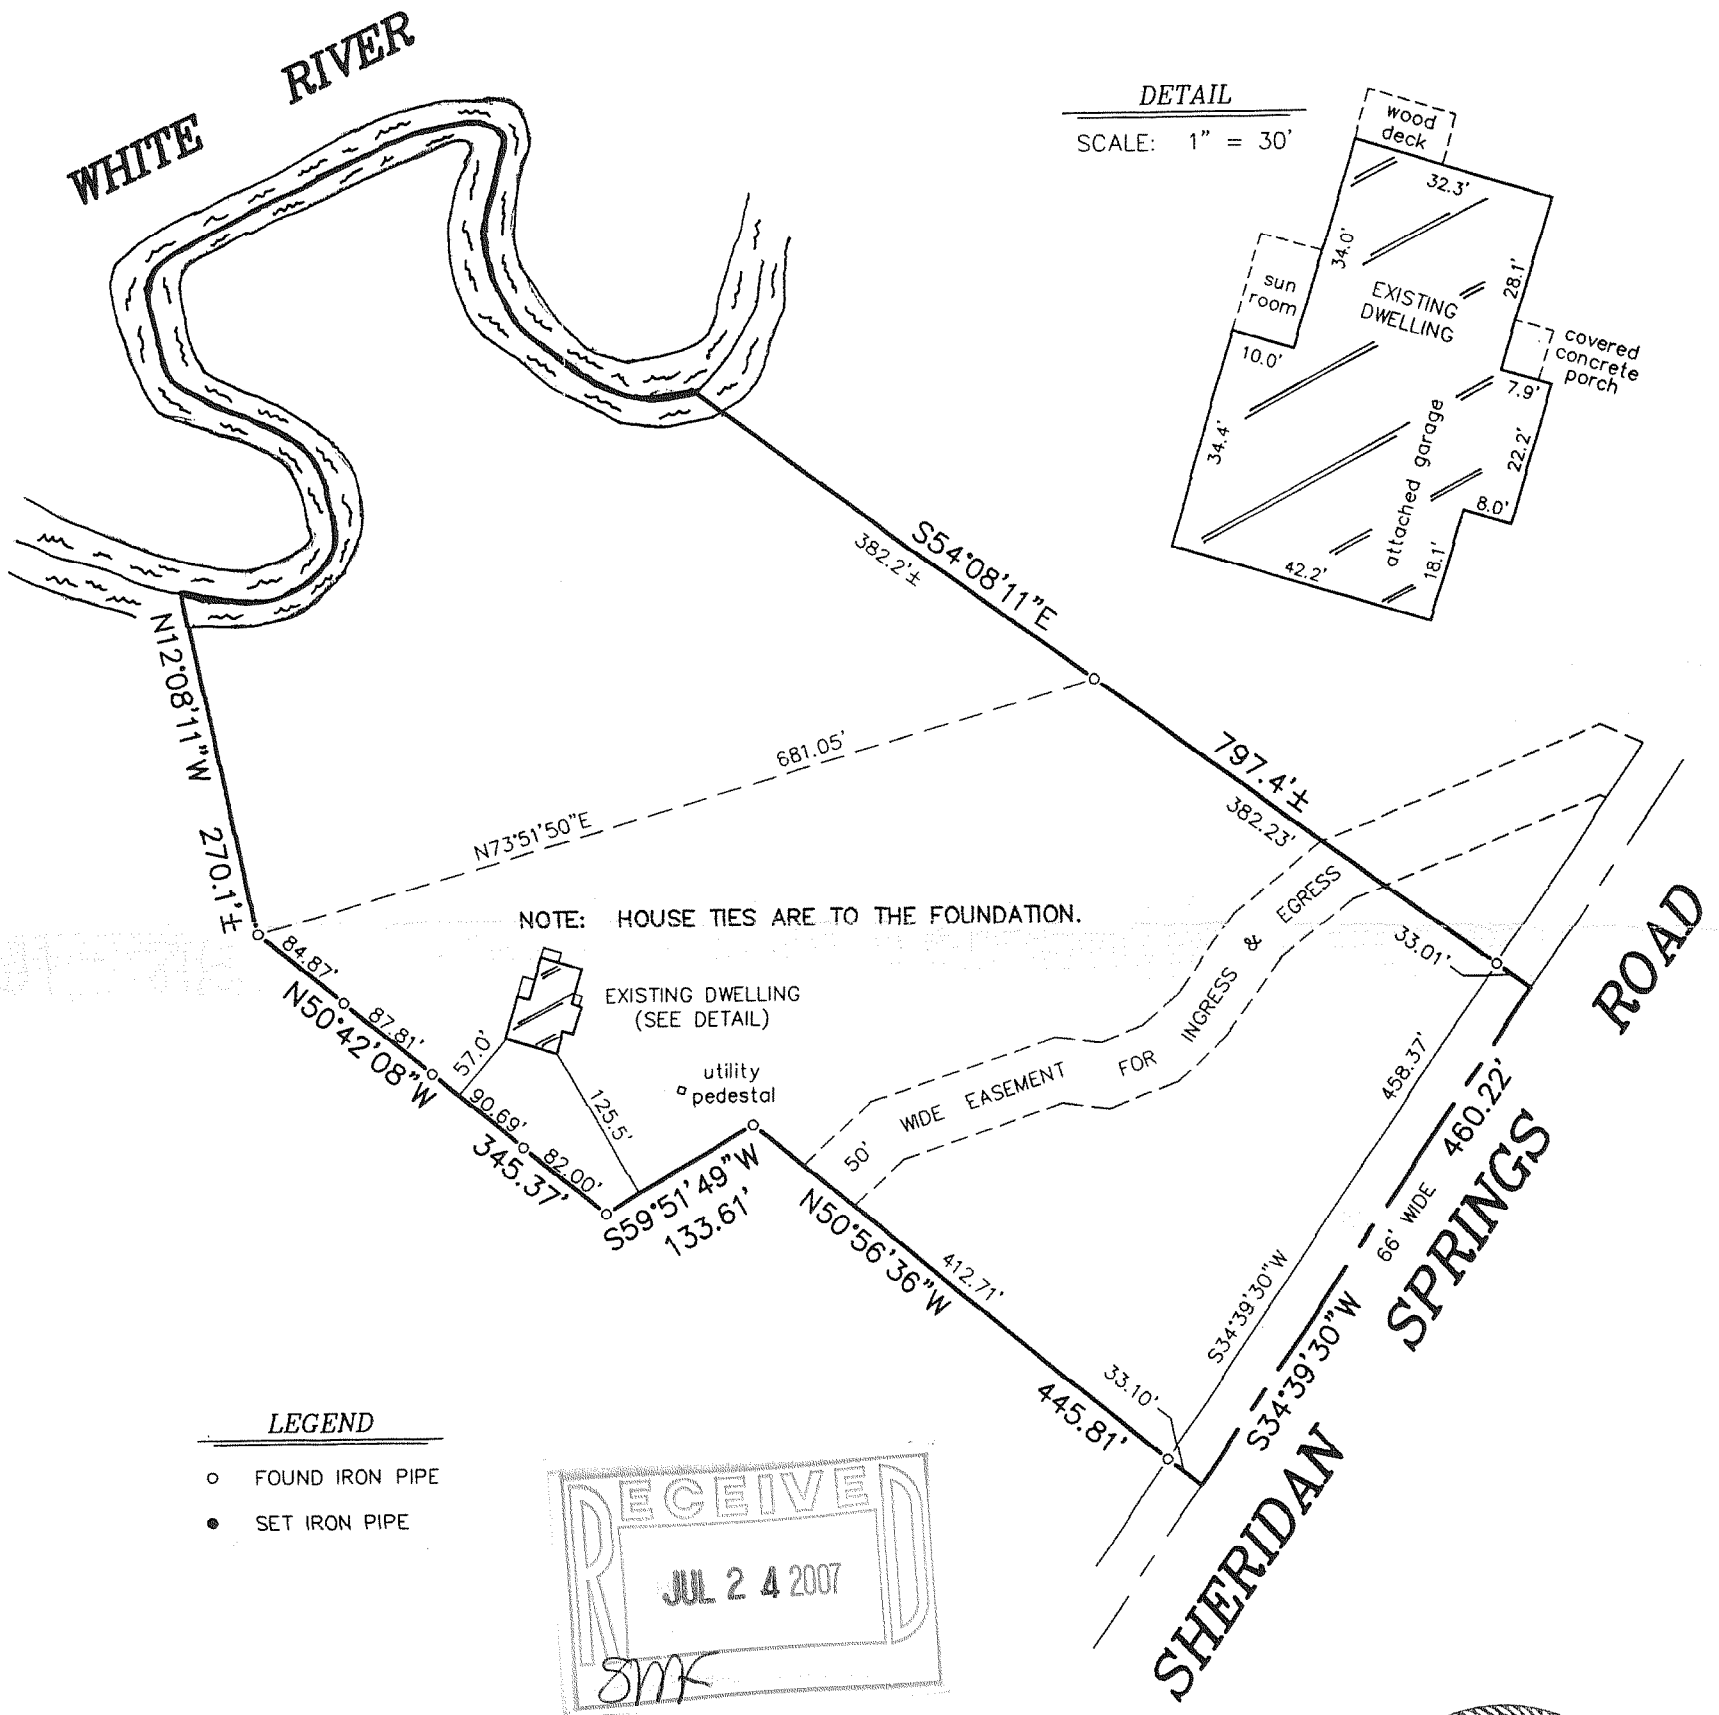 WHITE RIVER
DETAIL
SCALE: 1" = 30'
wood
deck
32.3'
34.0'
28.1'
sun
room
EXISTING
DWELLING
covered
concrete
porch
10.0'
7.9'
34.4'
attached garage
22.2'
8.0'
18.1'
42.2'
S54°08'11"E
382.2'±
N12°08'11"W
270.1'±
681.05'
N73°51'50"E
797.4'±
382.23'
NOTE: HOUSE TIES ARE TO THE FOUNDATION.
33.01'
84.87'
N50°42'08"W
87.81'
57.0'
EXISTING DWELLING
(SEE DETAIL)
utility
pedestal
90.69'
125.5'
345.37'
82.00'
S59°51'49"W
133.61'
50' WIDE EASEMENT FOR INGRESS & EGRESS
N50°56'36"W
412.71'
458.37'
460.22'
66' WIDE
S34°39'30"W
S34°39'30"W
33.10'
445.81'
SHERIDAN SPRINGS ROAD
LEGEND
FOUND IRON PIPE
SET IRON PIPE
RECEIVED
JUL 24 2007
SMK